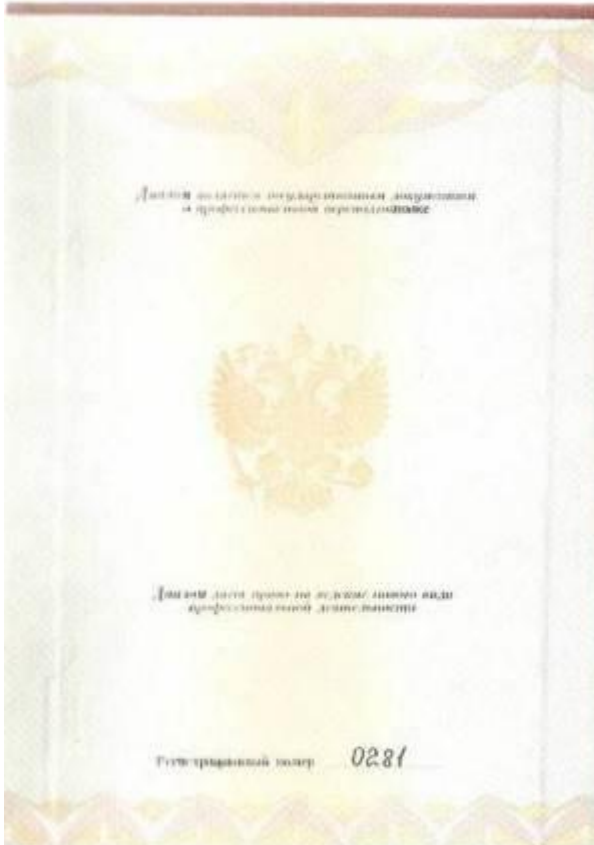 Диплом является государственным документом
о профессиональной переподготовке
Диплом дает право на ведение нового вида
профессиональной деятельности
Регистрационный номер 0281